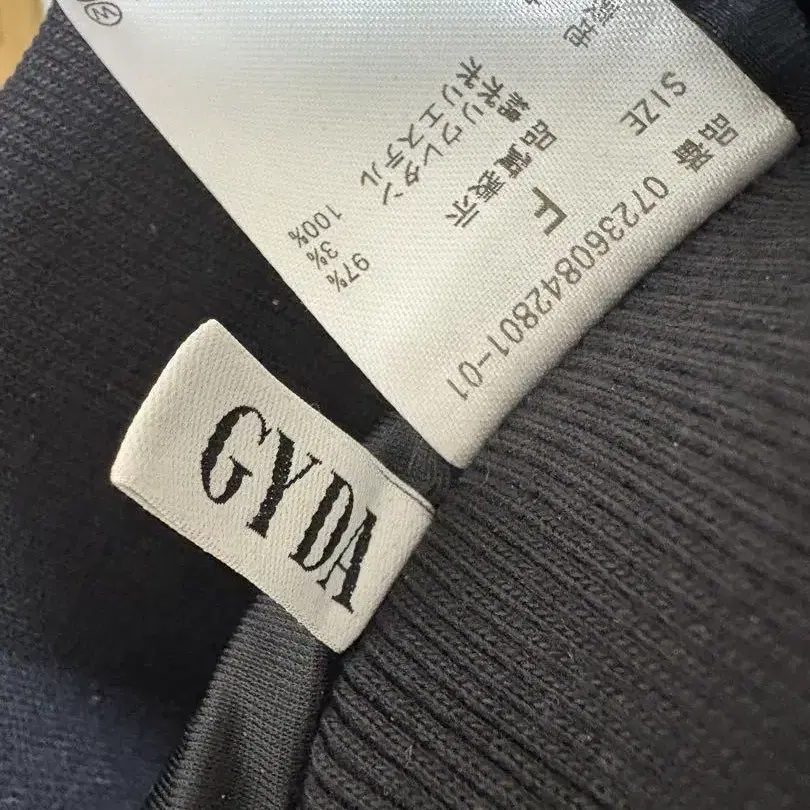 品番 072360842801-01
SIZE F
品質表示
綿 97%
ポリウレタン 3%
ポリエステル 100%
GYDA